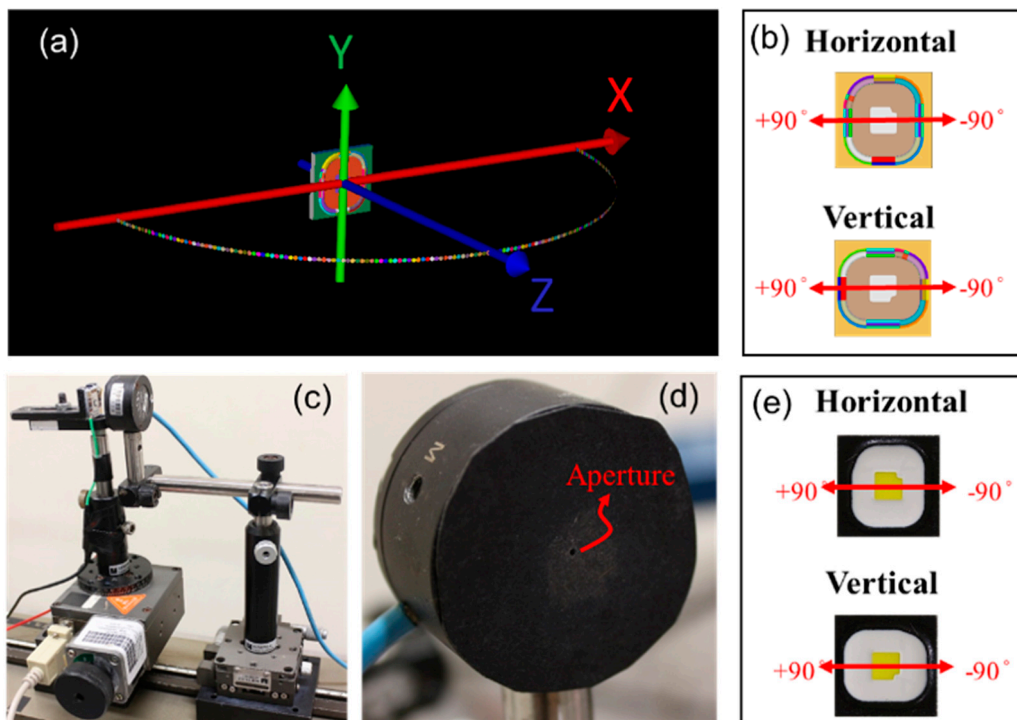 (a)
Y
X
Z
(b)
Horizontal
+90° -90°
Vertical
+90° -90°
(c)
(d)
M
Aperture
(e)
Horizontal
+90° -90°
Vertical
+90° -90°